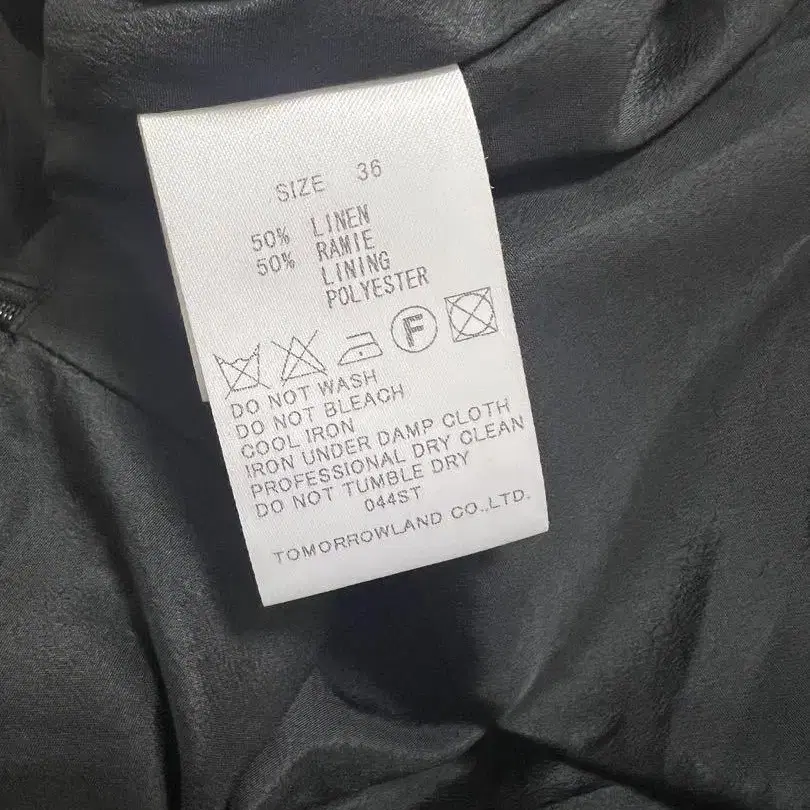 SIZE 36
50% LINEN
50% RAMIE
LINING
POLYESTER
F
DO NOT WASH
DO NOT BLEACH
COOL IRON
IRON UNDER DAMP CLOTH
PROFESSIONAL DRY CLEAN
DO NOT TUMBLE DRY
044ST
TOMORROWLAND CO.,LTD.